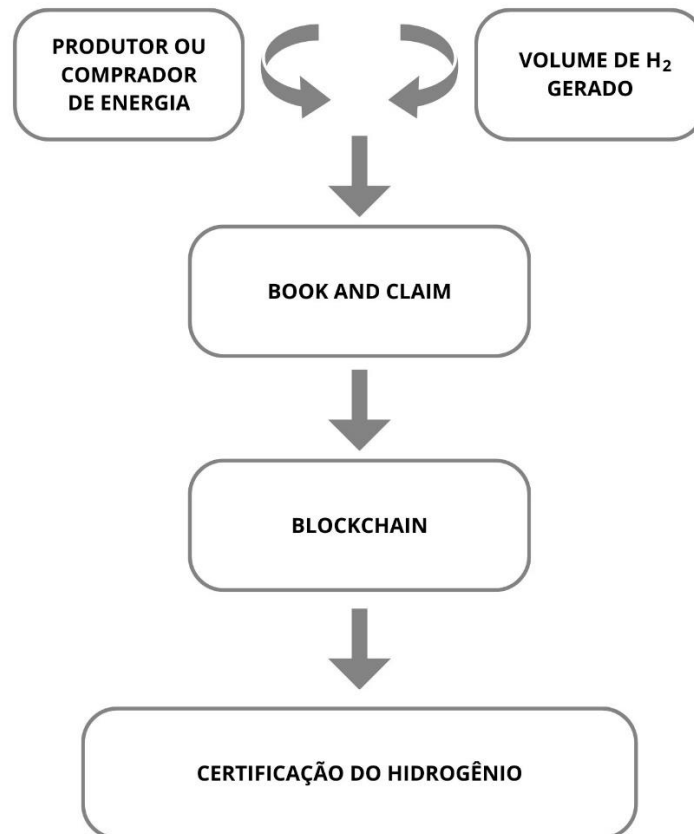 PRODUTOR OU
COMPRADOR
DE ENERGIA
VOLUME DE H₂
GERADO
BOOK AND CLAIM
BLOCKCHAIN
CERTIFICAÇÃO DO HIDROGÊNIO